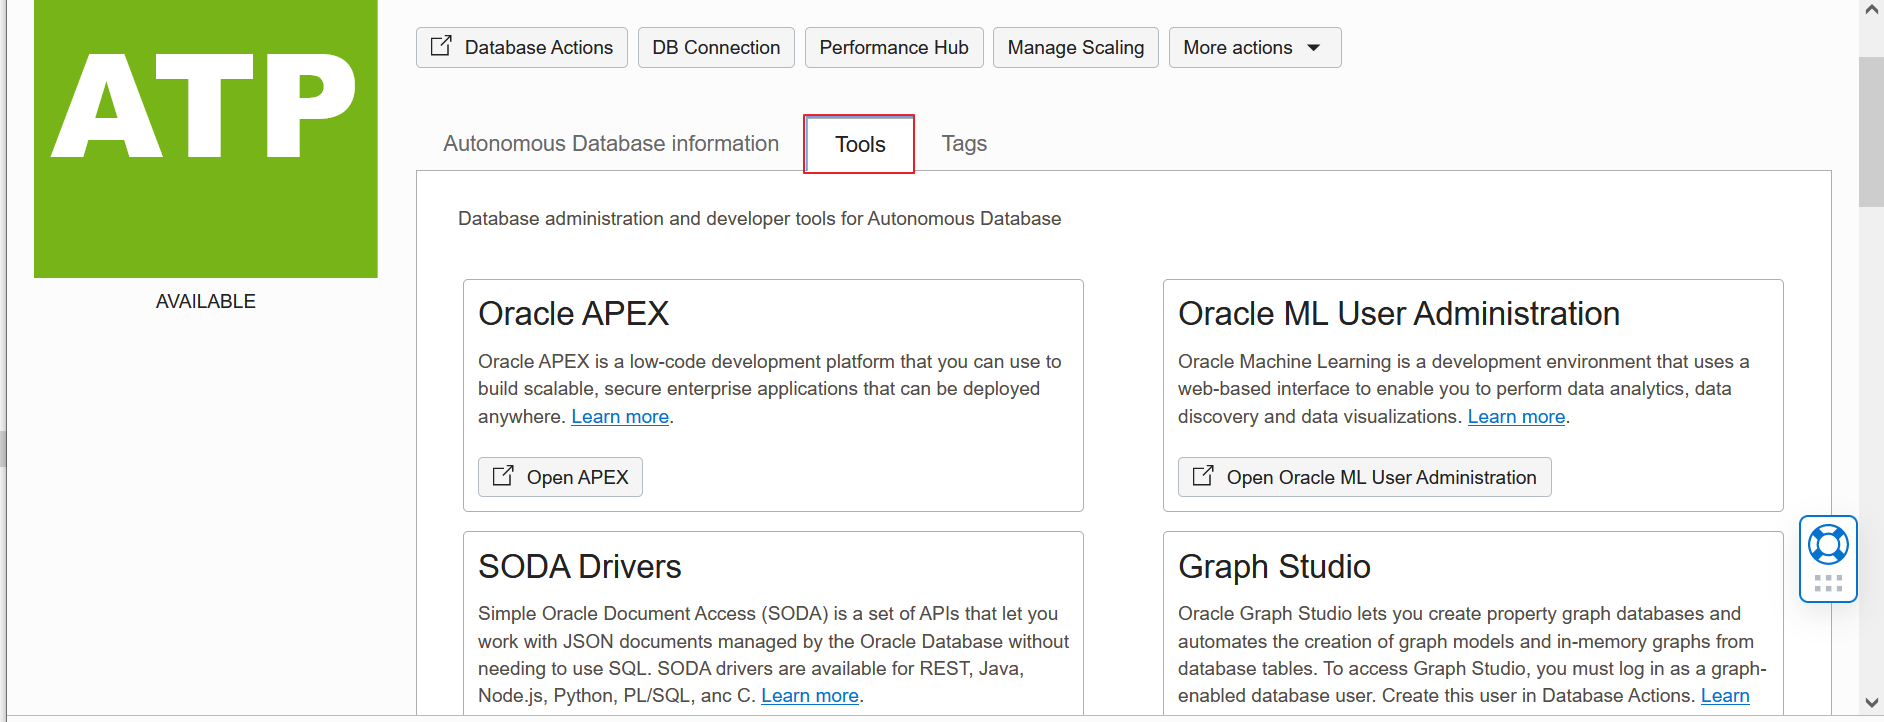 ATP
AVAILABLE
Database Actions
DB Connection
Performance Hub
Manage Scaling
More actions
Autonomous Database information
Tools
Tags
Database administration and developer tools for Autonomous Database
Oracle APEX
Oracle APEX is a low-code development platform that you can use to
build scalable, secure enterprise applications that can be deployed
anywhere. Learn more.
Open APEX
Oracle ML User Administration
Oracle Machine Learning is a development environment that uses a
web-based interface to enable you to perform data analytics, data
discovery and data visualizations. Learn more.
Open Oracle ML User Administration
SODA Drivers
Simple Oracle Document Access (SODA) is a set of APIs that let you
work with JSON documents managed by the Oracle Database without
needing to use SQL. SODA drivers are available for REST, Java,
Node.js, Python, PL/SQL, anc C. Learn more.
Graph Studio
Oracle Graph Studio lets you create property graph databases and
automates the creation of graph models and in-memory graphs from
database tables. To access Graph Studio, you must log in as a graph-
enabled database user. Create this user in Database Actions. Learn